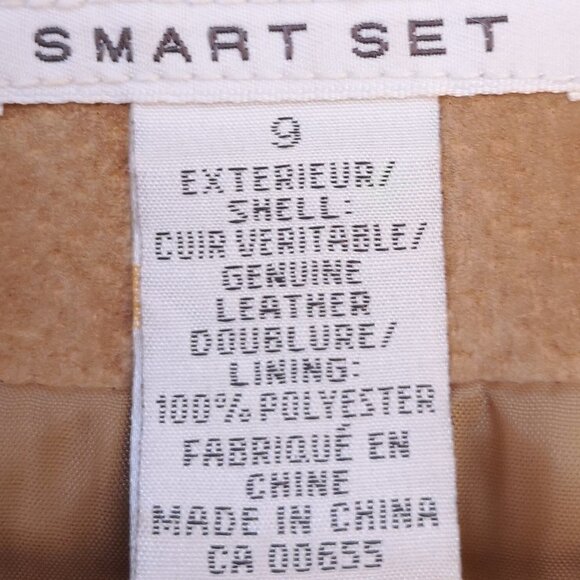 SMART SET
9
EXTERIEUR/
SHELL:
CUIR VERITABLE/
GENUINE
LEATHER
DOUBLURE/
LINING:
100% POLYESTER
FABRIQUÉ EN
CHINE
MADE IN CHINA
CA 00655